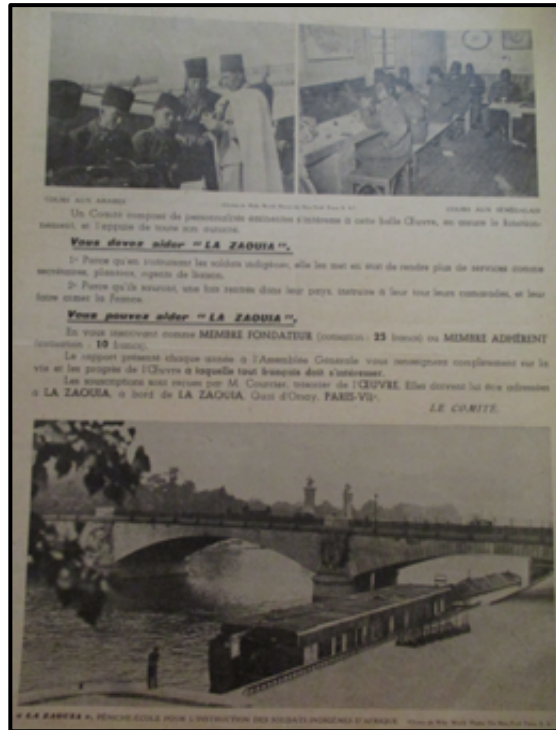 COURS AUX ARABES
COURS AUX SÉNÉGALAIS
Un Comité composé de personnalités éminentes s'intéresse à cette belle Œuvre, en assure le fonction-
nement, et l'appuie de toute son autorité.
Vous devez aider "LA ZAOUIA",
1° Parce qu'en instruisant les soldats indigènes, elle les met en état de rendre plus de services comme
secrétaires, plantons, agents de liaison.
2° Parce qu'ils sauront, une fois rentrés dans leur pays, instruire à leur tour leurs camarades, et leur
faire aimer la France.
Vous pouvez aider "LA ZAOUIA",
En vous inscrivant comme MEMBRE FONDATEUR (cotisation : 25 francs) ou MEMBRE ADHÉRENT
(cotisation : 10 francs).
Le rapport présenté chaque année à l'Assemblée Générale vous renseignera complètement sur la
vie et les progrès de l'Œuvre à laquelle tout français doit s'intéresser.
Les souscriptions sont reçues par M. trésorier de l'ŒUVRE. Elles doivent lui être adressées
à LA ZAOUIA, à bord de LA ZAOUIA, Quai d'Orsay, PARIS-VIIe.
LE COMITÉ.
« LA ZAOUIA », PÉNICHE-ÉCOLE POUR L'INSTRUCTION DES SOLDATS INDIGÈNES D'AFRIQUE